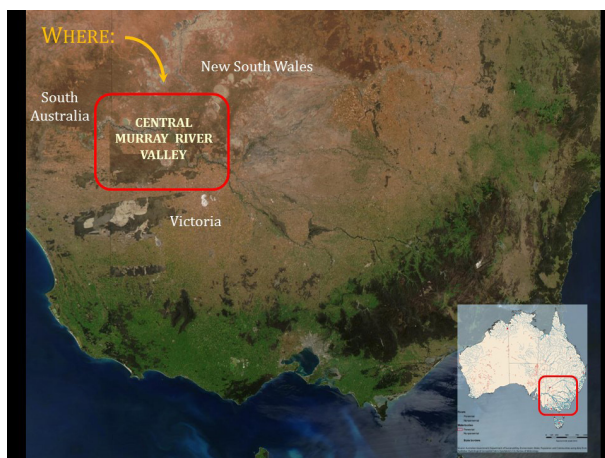 WHERE:
New South Wales
South
Australia
CENTRAL
MURRAY RIVER
VALLEY
Victoria